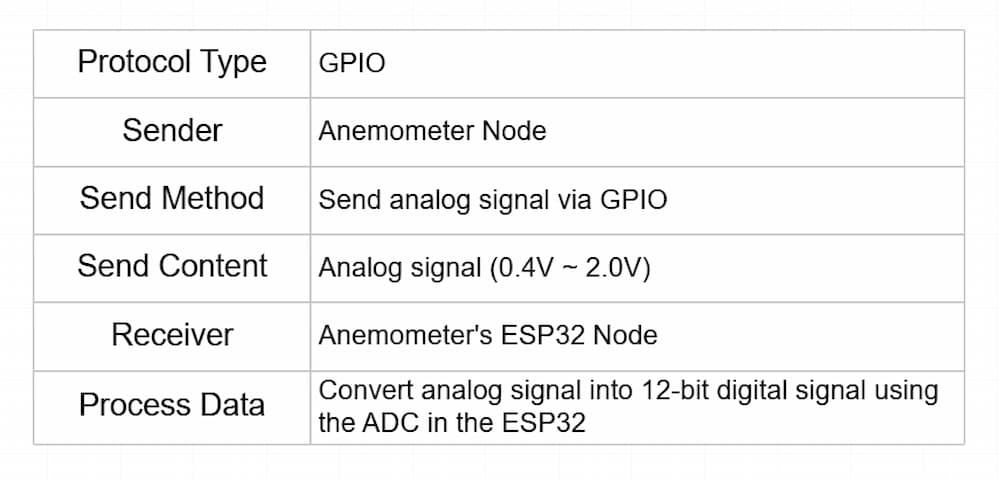 Protocol Type
GPIO
Sender
Anemometer Node
Send Method
Send analog signal via GPIO
Send Content
Analog signal (0.4V ~ 2.0V)
Receiver
Anemometer's ESP32 Node
Process Data
Convert analog signal into 12-bit digital signal using
the ADC in the ESP32